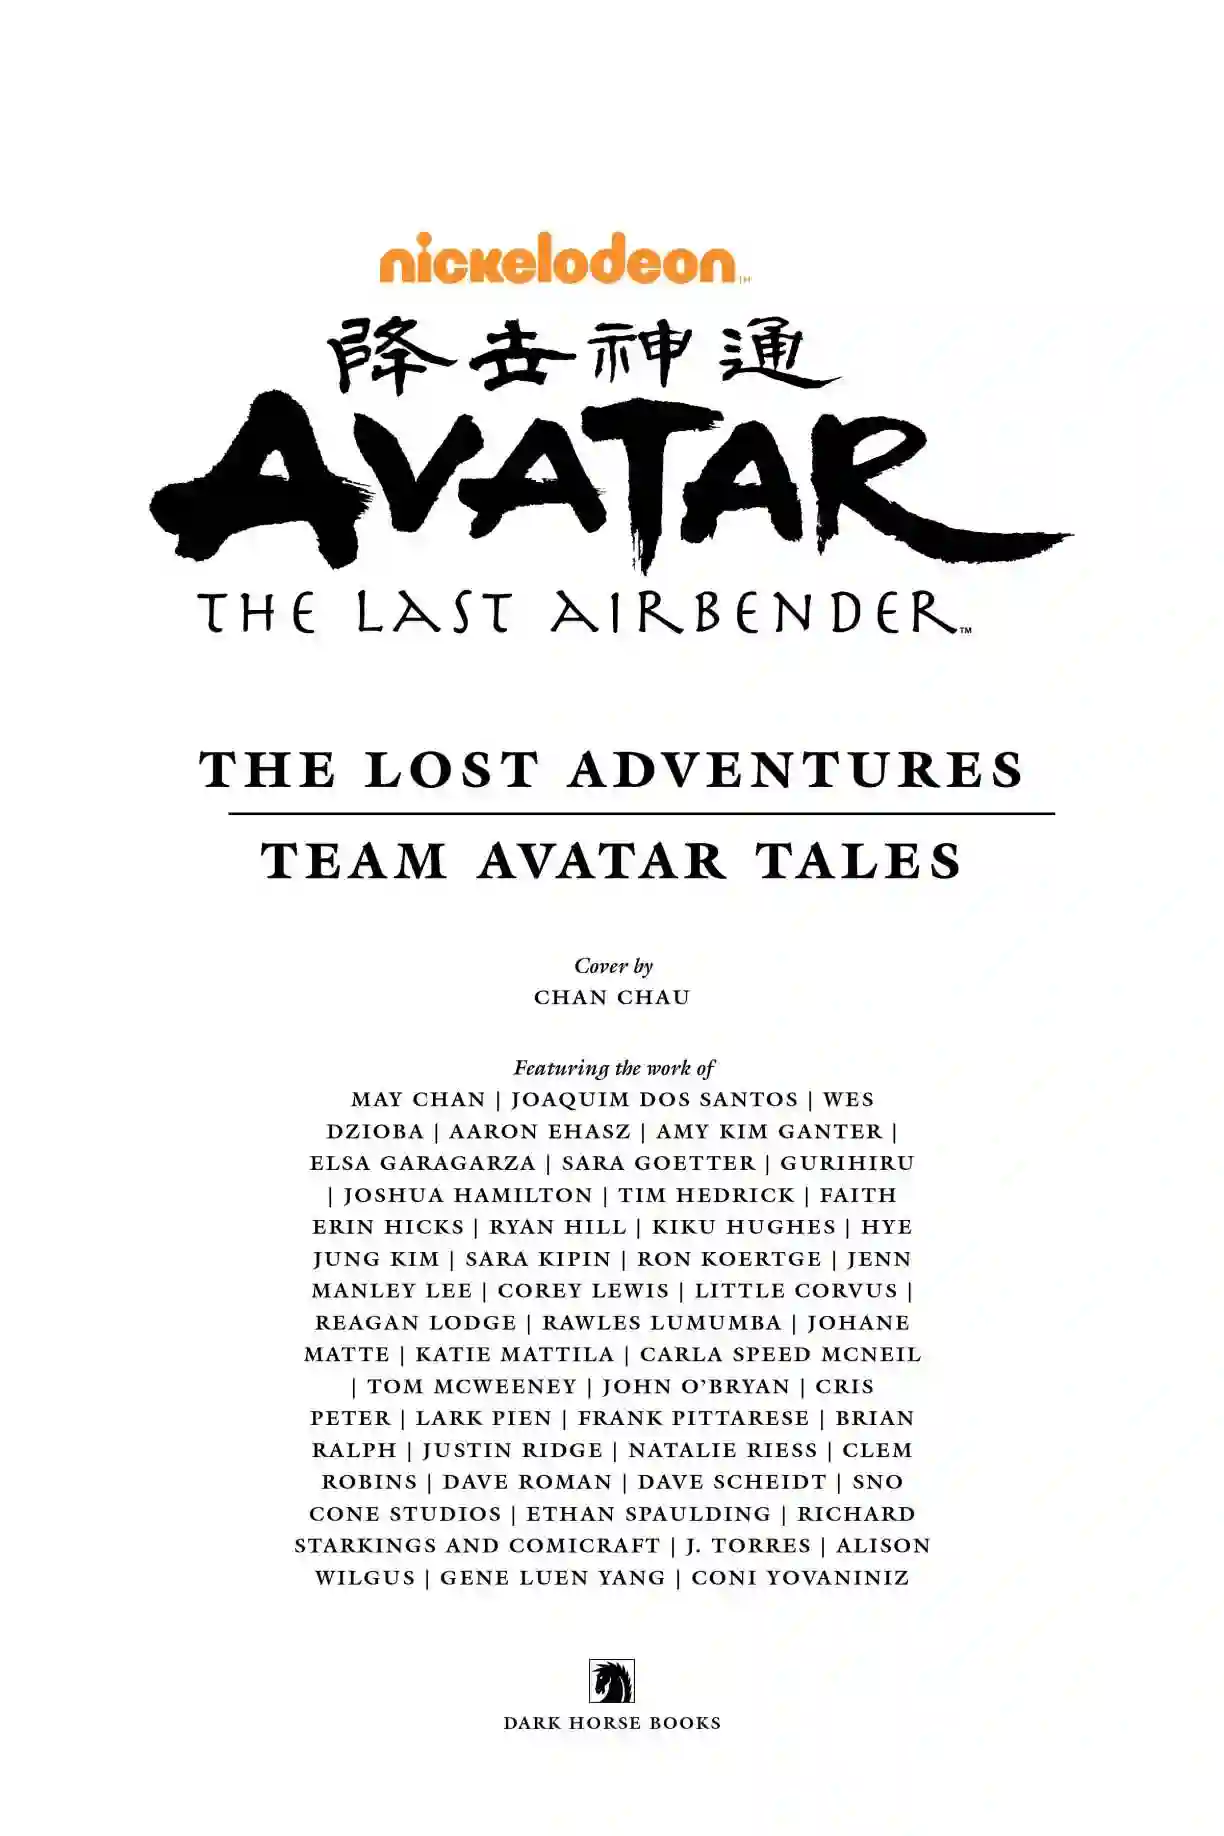 nickelodeon™
降世神通
AVATAR
THE LAST AIRBENDER™
THE LOST ADVENTURES
TEAM AVATAR TALES
Cover by
CHAN CHAU
Featuring the work of
MAY CHAN | JOAQUIM DOS SANTOS | WES
DZIOBA | AARON EHASZ | AMY KIM GANTER |
ELSA GARAGARZA | SARA GOETTER | GURIHIRU
| JOSHUA HAMILTON | TIM HEDRICK | FAITH
ERIN HICKS | RYAN HILL | KIKU HUGHES | HYE
JUNG KIM | SARA KIPIN | RON KOERTGE | JENN
MANLEY LEE | COREY LEWIS | LITTLE CORVUS |
REAGAN LODGE | RAWLES LUMUMBA | JOHANE
MATTE | KATIE MATTILA | CARLA SPEED MCNEIL
| TOM MCWEENEY | JOHN O’BRYAN | CRIS
PETER | LARK PIEN | FRANK PITTARESE | BRIAN
RALPH | JUSTIN RIDGE | NATALIE RIESS | CLEM
ROBINS | DAVE ROMAN | DAVE SCHEIDT | SNO
CONE STUDIOS | ETHAN SPAULDING | RICHARD
STARKINGS AND COMICRAFT | J. TORRES | ALISON
WILGUS | GENE LUEN YANG | CONI YOVANINIZ
DARK HORSE BOOKS